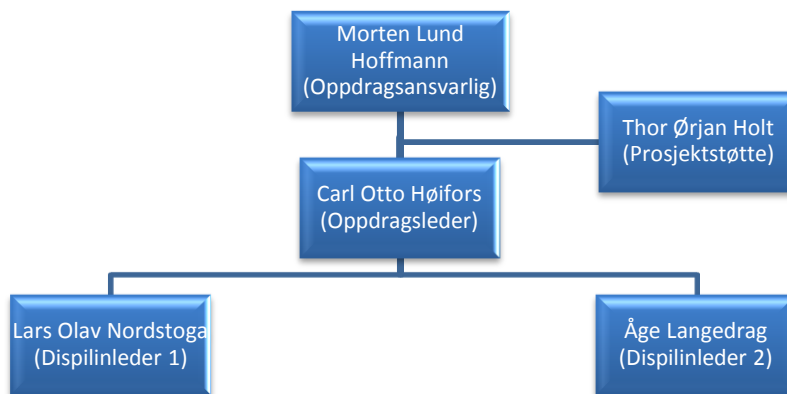 Morten Lund
Hoffmann
(Oppdragsansvarlig)
Thor Ørjan Holt
(Prosjektstøtte)
Carl Otto Høifors
(Oppdragsleder)
Lars Olav Nordstoga
(Dispilinleder 1)
Åge Langedrag
(Dispilinleder 2)